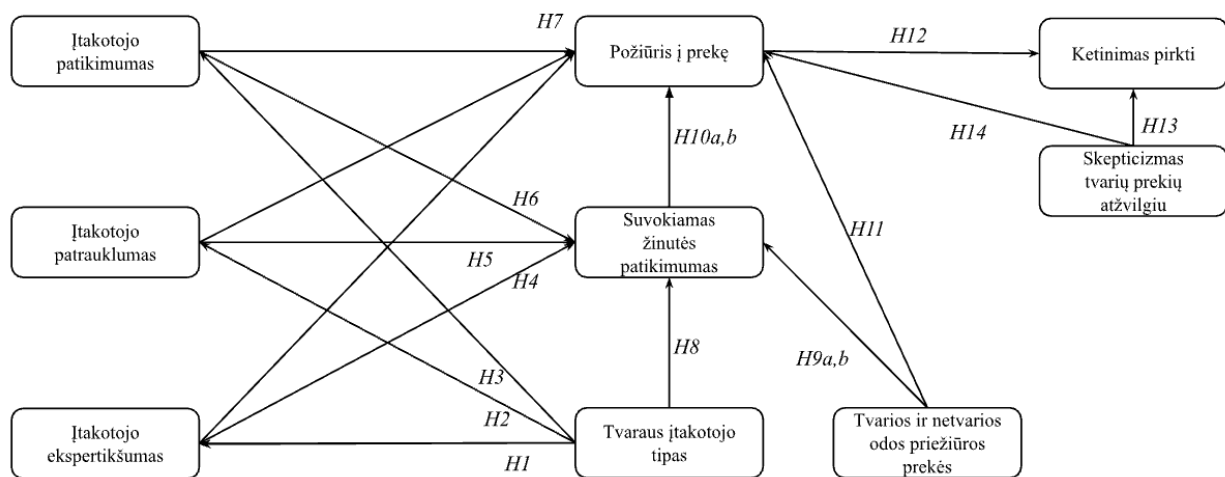 Įtakotojo
patikimumas
H7
Požiūris į prekę
H12
Ketinimas pirkti
H10a,b
H14
H13
Skepticizmas
tvarių prekių
atžvilgiu
Įtakotojo
patrauklumas
H6
H5
H4
Suvokiamas
žinutės
patikimumas
H11
H9a,b
H8
H3
H2
H1
Įtakotojo
ekspertikšumas
Tvaraus įtakotojo
tipas
Tvarios ir netvarios
odos priežiūros
prekės